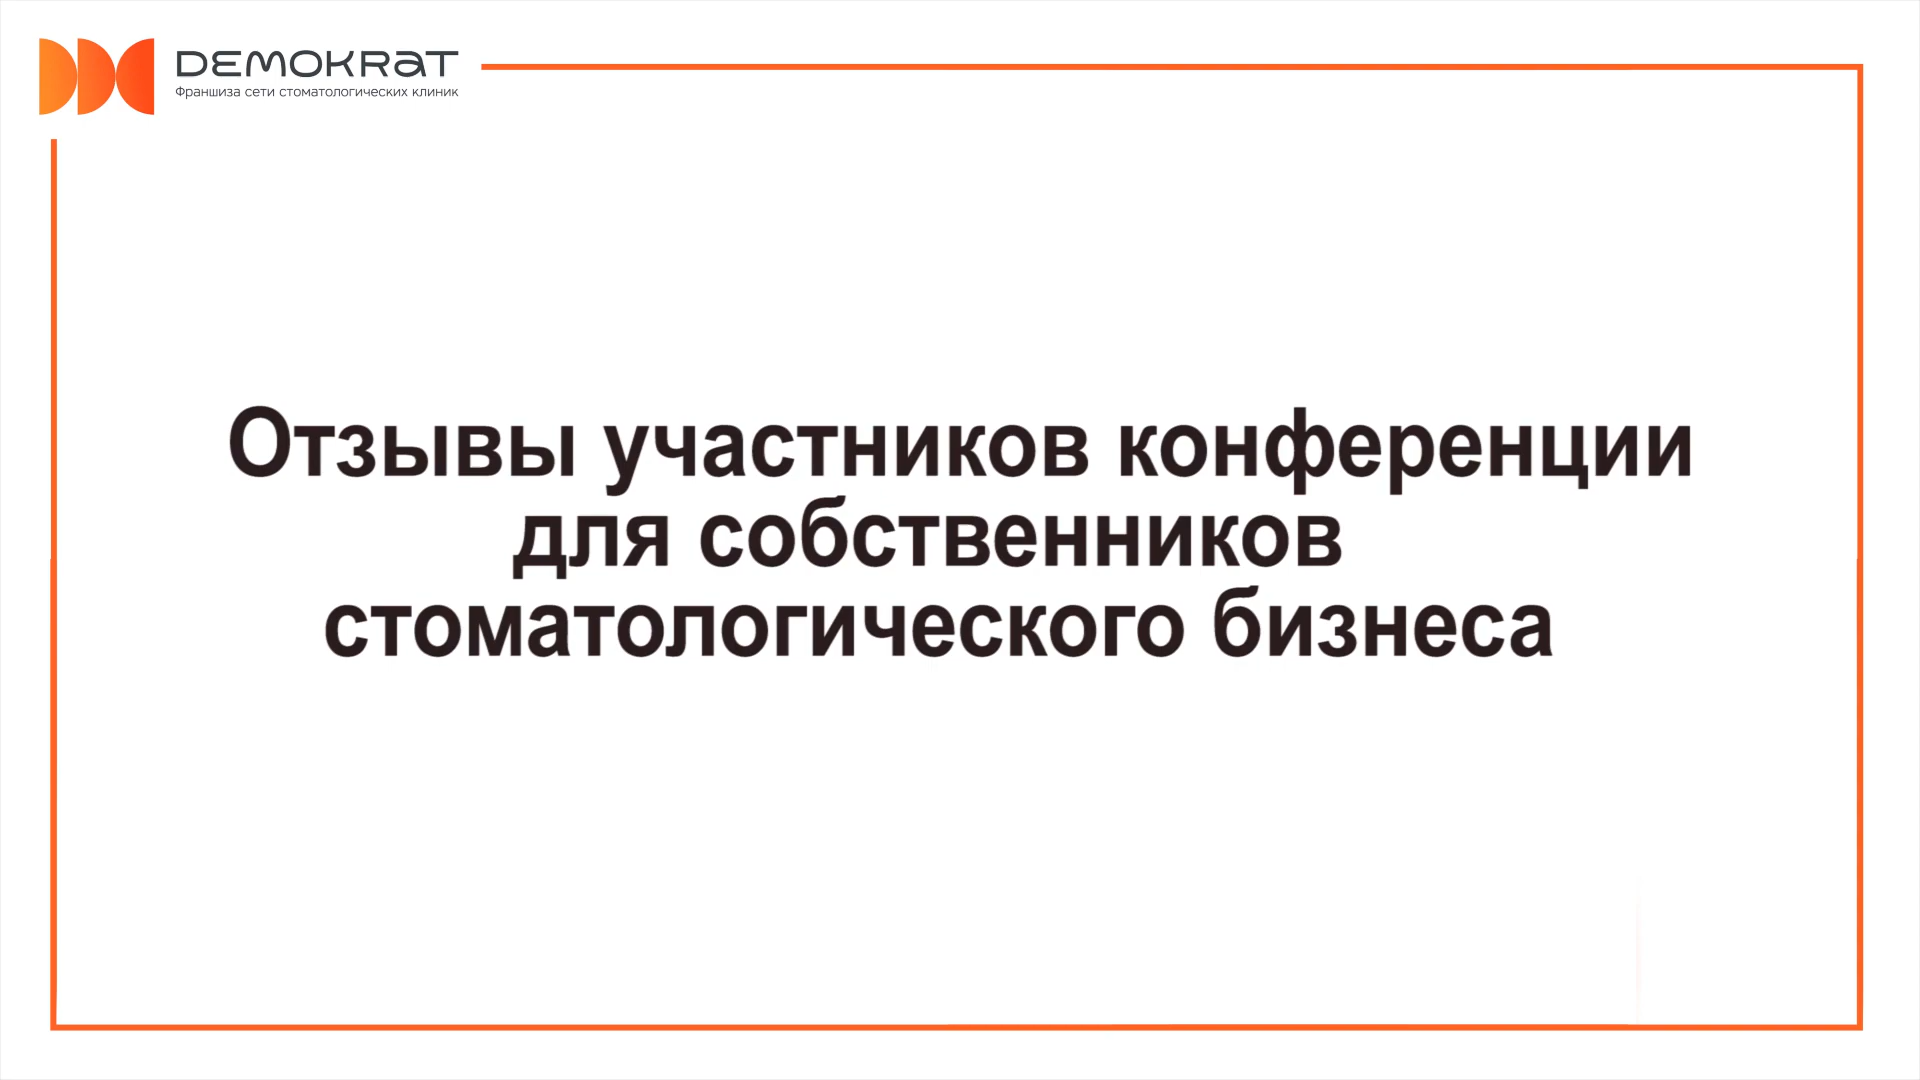 DEMOKRAT
Франшиза сети стоматологических клиник
Отзывы участников конференции
для собственников
стоматологического бизнеса